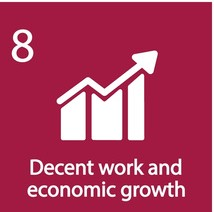 8
Decent work and
economic growth